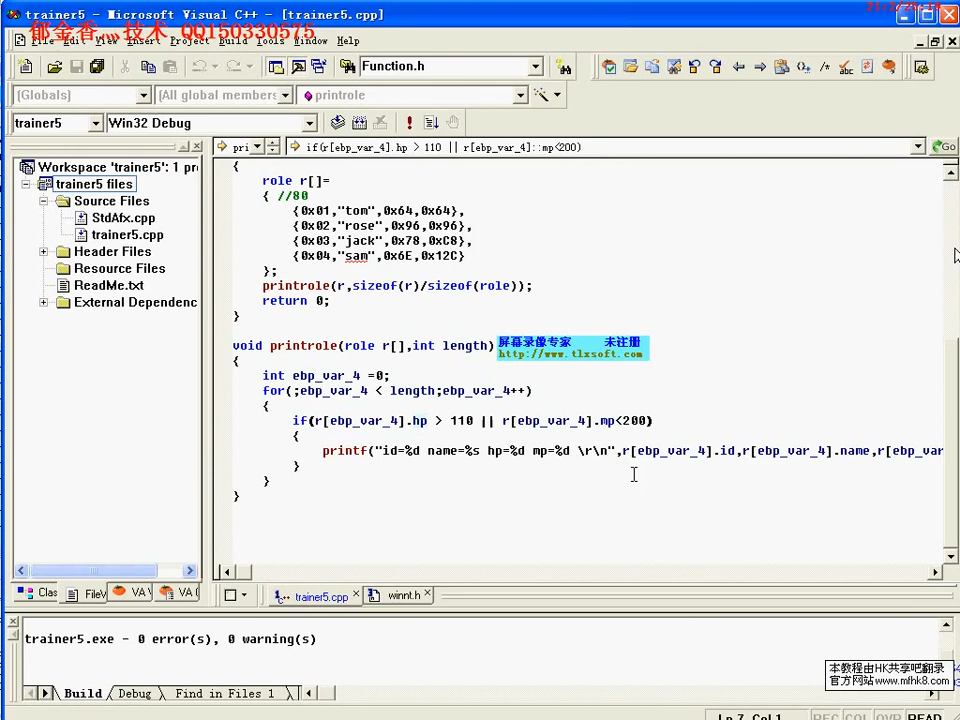 trainer5 - Microsoft Visual C++ - [trainer5.cpp]
郁金香灬技术 QQ150330575
File Edit View Insert Project Build Tools Window Help
Function.h
(Globals) (All global members printrole
trainer5 Win32 Debug
pri if(r[ebp_var_4].hp > 110 || r[ebp_var_4]::mp<200) Go
Workspace 'trainer5': 1 pro
trainer5 files
Source Files
StdAfx.cpp
trainer5.cpp
Header Files
Resource Files
ReadMe.txt
External Dependenc
{
role r[]=
{ //80
{0x01,"tom",0x64,0x64},
{0x02,"rose",0x96,0x96},
{0x03,"jack",0x78,0xC8},
{0x04,"sam",0x6E,0x12C}
};
printrole(r,sizeof(r)/sizeof(role));
return 0;
}
void printrole(role r[],int length)
屏幕录像专家 未注册
http://www.tlxsoft.com
{
int ebp_var_4 =0;
for(;ebp_var_4 < length;ebp_var_4++)
{
if(r[ebp_var_4].hp > 110 || r[ebp_var_4].mp<200)
{
printf("id=%d name=%s hp=%d mp=%d \r\n",r[ebp_var_4].id,r[ebp_var_4].name,r[ebp_var
}
}
}
Clas FileV VA VA
trainer5.cpp winnt.h
trainer5.exe - 0 error(s), 0 warning(s)
本教程由HK共享吧翻录
官方网站www.mfhk8.com
Build Debug Find in Files 1
Ln 7, Col 1 REC COL OVR READ